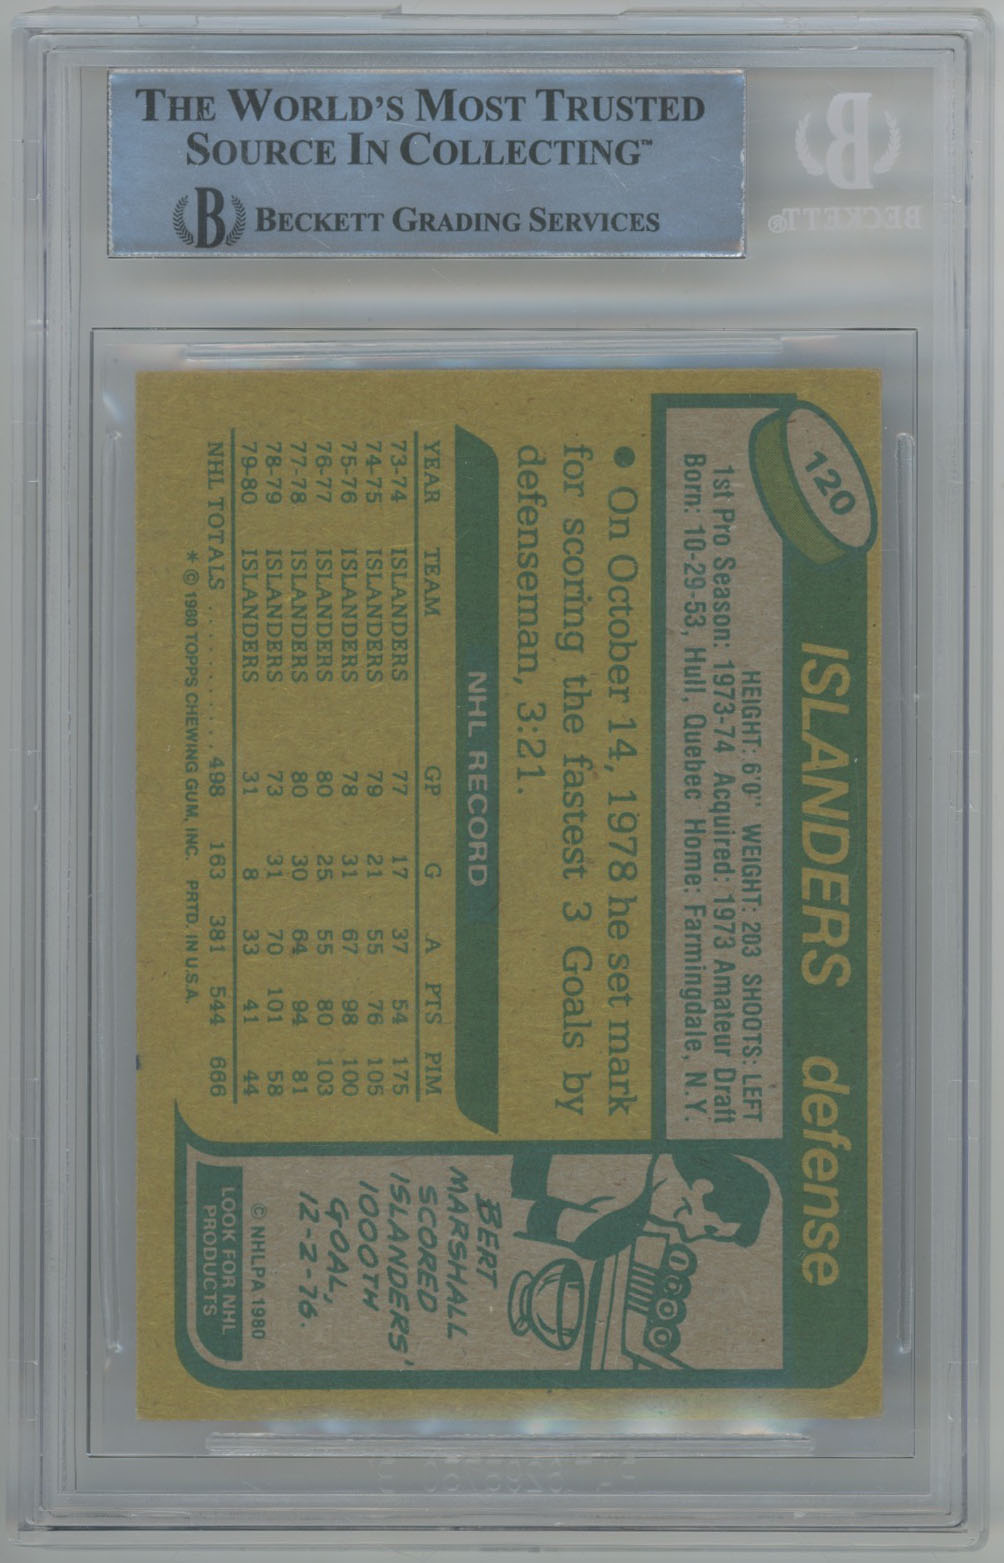 THE WORLD'S MOST TRUSTED
SOURCE IN COLLECTING™
B BECKETT GRADING SERVICES
B
BECKETT®
120
ISLANDERS defense
HEIGHT: 6'0" WEIGHT: 203 SHOOTS: LEFT
1st Pro Season: 1973-74 Acquired: 1973 Amateur Draft
Born: 10-29-53, Hull, Quebec Home: Farmingdale, N.Y.
● On October 14, 1978 he set mark
for scoring the fastest 3 Goals by
defenseman, 3:21.
NHL RECORD
YEAR TEAM GP G A PTS PIM
73-74 ISLANDERS 77 17 37 54 175
74-75 ISLANDERS 79 21 55 76 105
75-76 ISLANDERS 78 31 67 98 100
76-77 ISLANDERS 80 25 55 80 103
77-78 ISLANDERS 80 30 64 94 81
78-79 ISLANDERS 73 31 70 101 58
79-80 ISLANDERS 31 8 33 41 44
NHL TOTALS ..........498 163 381 544 666
* © 1980 TOPPS CHEWING GUM, INC. PRTD. IN U.S.A.
1000
BERT
MARSHALL
SCORED
ISLANDERS'
1000TH
GOAL,
12-2-76.
© NHLPA 1980
LOOK FOR NHL
PRODUCTS